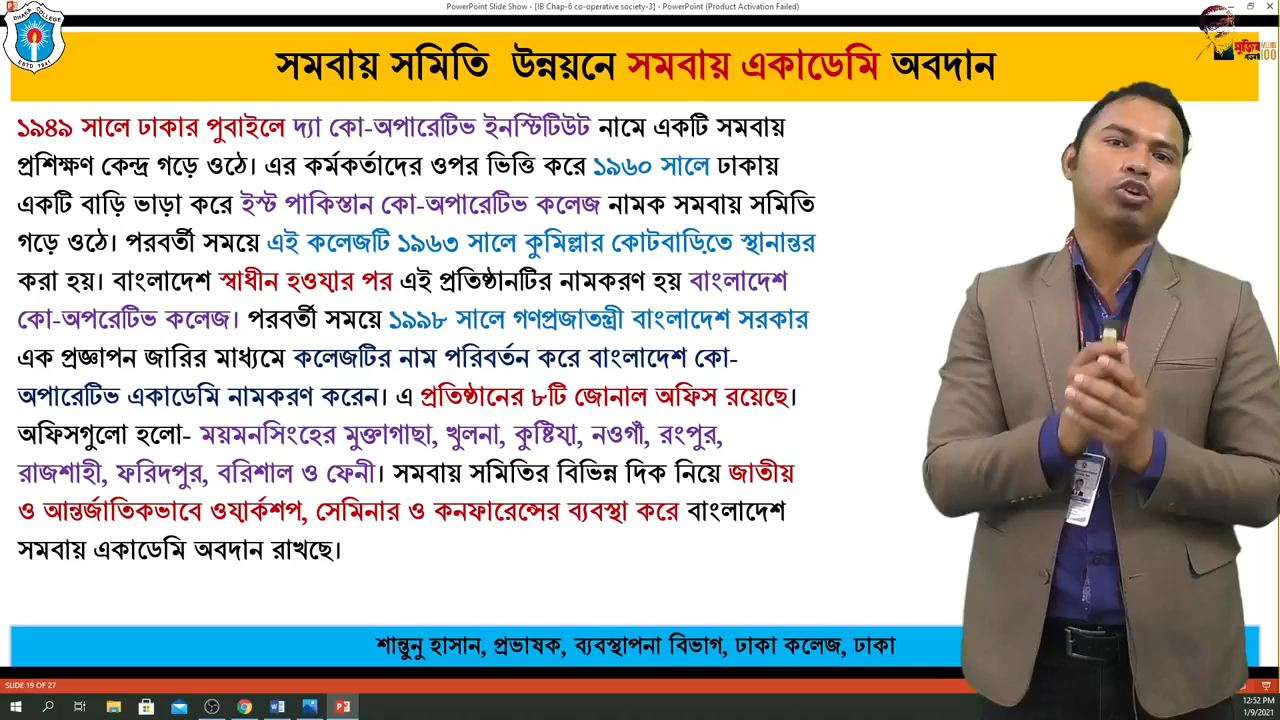 PowerPoint Slide Show - [IB Chap-6 co-operative society-3] - PowerPoint (Product Activation Failed)
DHAKA COLLEGE
ESTD 1841
সমবায় সমিতি উন্নয়নে সমবায় একাডেমি অবদান
১৯৪৯ সালে ঢাকার পুবাইলে দ্যা কো-অপারেটিভ ইনস্টিটিউট নামে একটি সমবায়
প্রশিক্ষণ কেন্দ্র গড়ে ওঠে। এর কর্মকর্তাদের ওপর ভিত্তি করে ১৯৬০ সালে ঢাকায়
একটি বাড়ি ভাড়া করে ইস্ট পাকিস্তান কো-অপারেটিভ কলেজ নামক সমবায় সমিতি
গড়ে ওঠে। পরবর্তী সময়ে এই কলেজটি ১৯৬৩ সালে কুমিল্লার কোটবাড়িতে স্থানান্তর
করা হয়। বাংলাদেশ স্বাধীন হওয়ার পর এই প্রতিষ্ঠানটির নামকরণ হয় বাংলাদেশ
কো-অপরেটিভ কলেজ। পরবর্তী সময়ে ১৯৯৮ সালে গণপ্রজাতন্ত্রী বাংলাদেশ সরকার
এক প্রজ্ঞাপন জারির মাধ্যমে কলেজটির নাম পরিবর্তন করে বাংলাদেশ কো-
অপারেটিভ একাডেমি নামকরণ করেন। এ প্রতিষ্ঠানের ৮টি জোনাল অফিস রয়েছে।
অফিসগুলো হলো- ময়মনসিংহের মুক্তাগাছা, খুলনা, কুষ্টিয়া, নওগাঁ, রংপুর,
রাজশাহী, ফরিদপুর, বরিশাল ও ফেনী। সমবায় সমিতির বিভিন্ন দিক নিয়ে জাতীয়
ও আন্তর্জাতিকভাবে ওয়ার্কশপ, সেমিনার ও কনফারেন্সের ব্যবস্থা করে বাংলাদেশ
সমবায় একাডেমি অবদান রাখছে।
শান্তুনু হাসান, প্রভাষক, ব্যবস্থাপনা বিভাগ, ঢাকা কলেজ, ঢাকা
SLIDE 19 OF 27
12:52 PM
1/9/2021